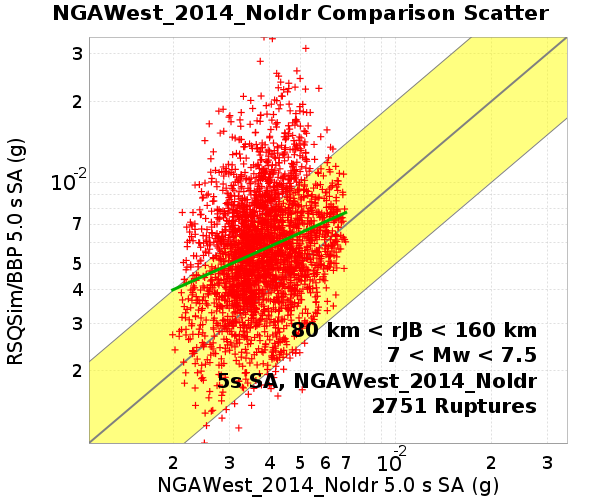 NGAWest_2014_NoIdr Comparison Scatter
RSQSim/BBP 5.0 s SA (g)
3
2
10-2
7
5
4
3
2
80 km < rJB < 160 km
7 < Mw < 7.5
5s SA, NGAWest_2014_NoIdr
2751 Ruptures
2 3 4 5 6 7 10-2 2 3
NGAWest_2014_NoIdr 5.0 s SA (g)